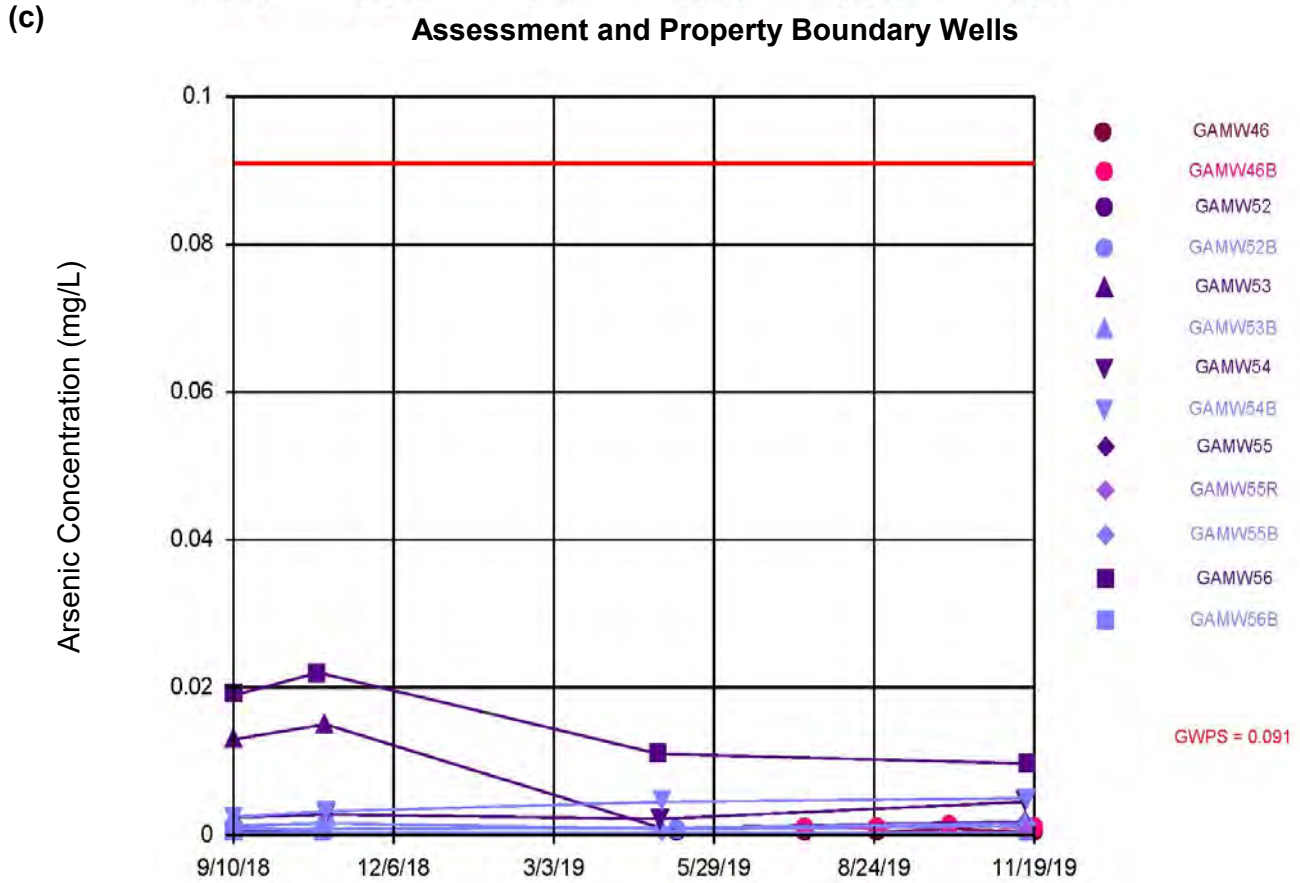 (c)
Assessment and Property Boundary Wells
Arsenic Concentration (mg/L)
0.1
0.08
0.06
0.04
0.02
0
9/10/18
12/6/18
3/3/19
5/29/19
8/24/19
11/19/19
GAMW46
GAMW46B
GAMW52
GAMW52B
GAMW53
GAMW53B
GAMW54
GAMW54B
GAMW55
GAMW55R
GAMW55B
GAMW56
GAMW56B
GWPS = 0.091